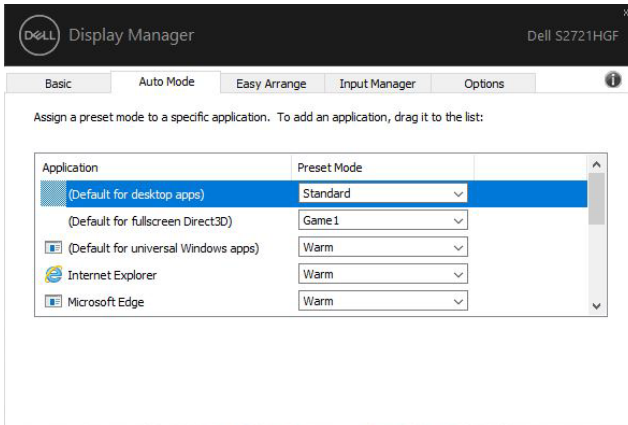 DELL Display Manager Dell S2721HGF
Basic Auto Mode Easy Arrange Input Manager Options
Assign a preset mode to a specific application. To add an application, drag it to the list:
Application Preset Mode
(Default for desktop apps) Standard
(Default for fullscreen Direct3D) Game1
(Default for universal Windows apps) Warm
Internet Explorer Warm
Microsoft Edge Warm